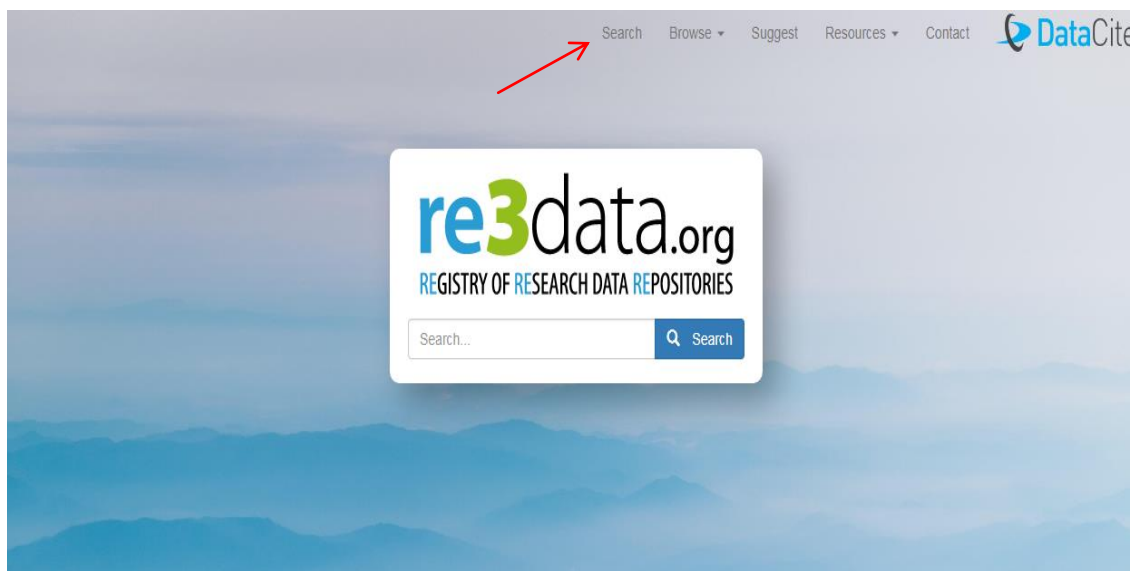 Search Browse Suggest Resources Contact DataCite
re3data.org
REGISTRY OF RESEARCH DATA REPOSITORIES
Search... Search